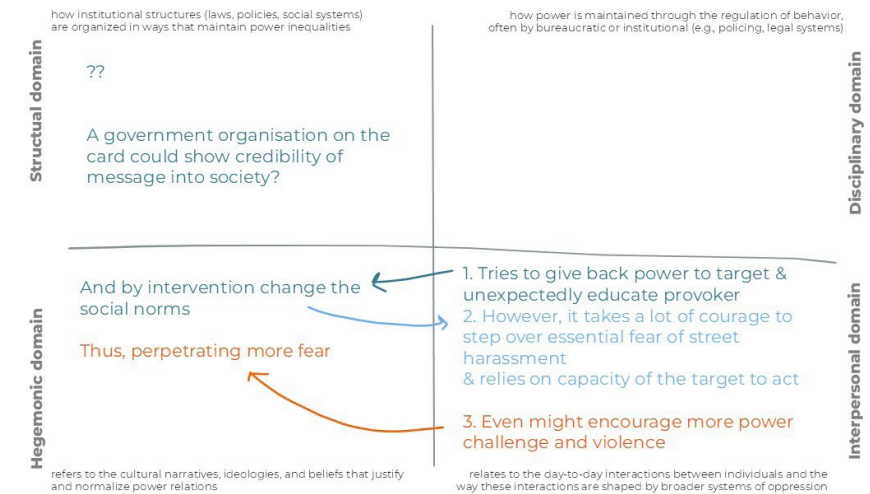 how institutional structures (laws, policies, social systems)
are organized in ways that maintain power inequalities
how power is maintained through the regulation of behavior,
often by bureaucratic or institutional (e.g., policing, legal systems)
Structual domain
??
A government organisation on the
card could show credibility of
message into society?
Disciplinary domain
Hegemonic domain
And by intervention change the
social norms
Thus, perpetrating more fear
1. Tries to give back power to target &
unexpectedly educate provoker
2. However, it takes a lot of courage to
step over essential fear of street
harassment
& relies on capacity of the target to act
3. Even might encourage more power
challenge and violence
Interpersonal domain
refers to the cultural narratives, ideologies, and beliefs that justify
and normalize power relations
relates to the day-to-day interactions between individuals and the
way these interactions are shaped by broader systems of oppression